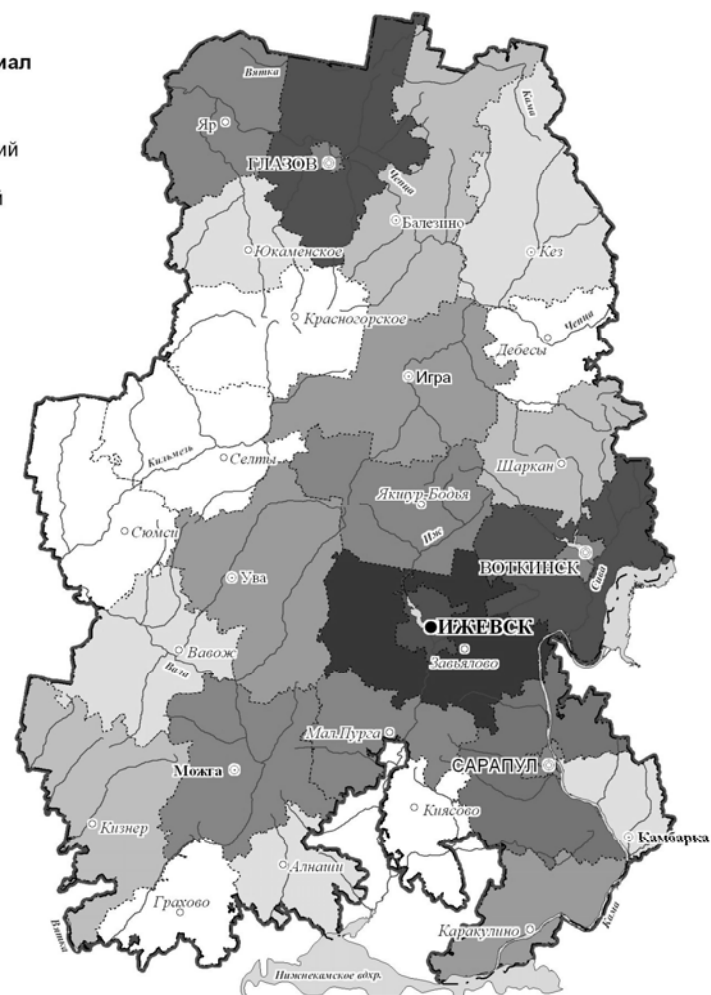 иал
Вятка
Кама
Яр
ий
ГЛАЗОВ
й
Чепца
Балезино
Юкаменское
Кез
Красногорское
Чепца
Дебесы
Игра
Кильмезь
Селты
Шаркан
Якшур-Бодья
Сюмси
Иж
ВОТКИНСК
Ува
Сива
ИЖЕВСК
Вавож
Завьялово
Вала
Мал.Пурга
Можга
САРАПУЛ
Киясово
Кизнер
Камбарка
Алнаши
Грахово
Кама
Вятка
Каракулино
Нижнекамское вдхр.